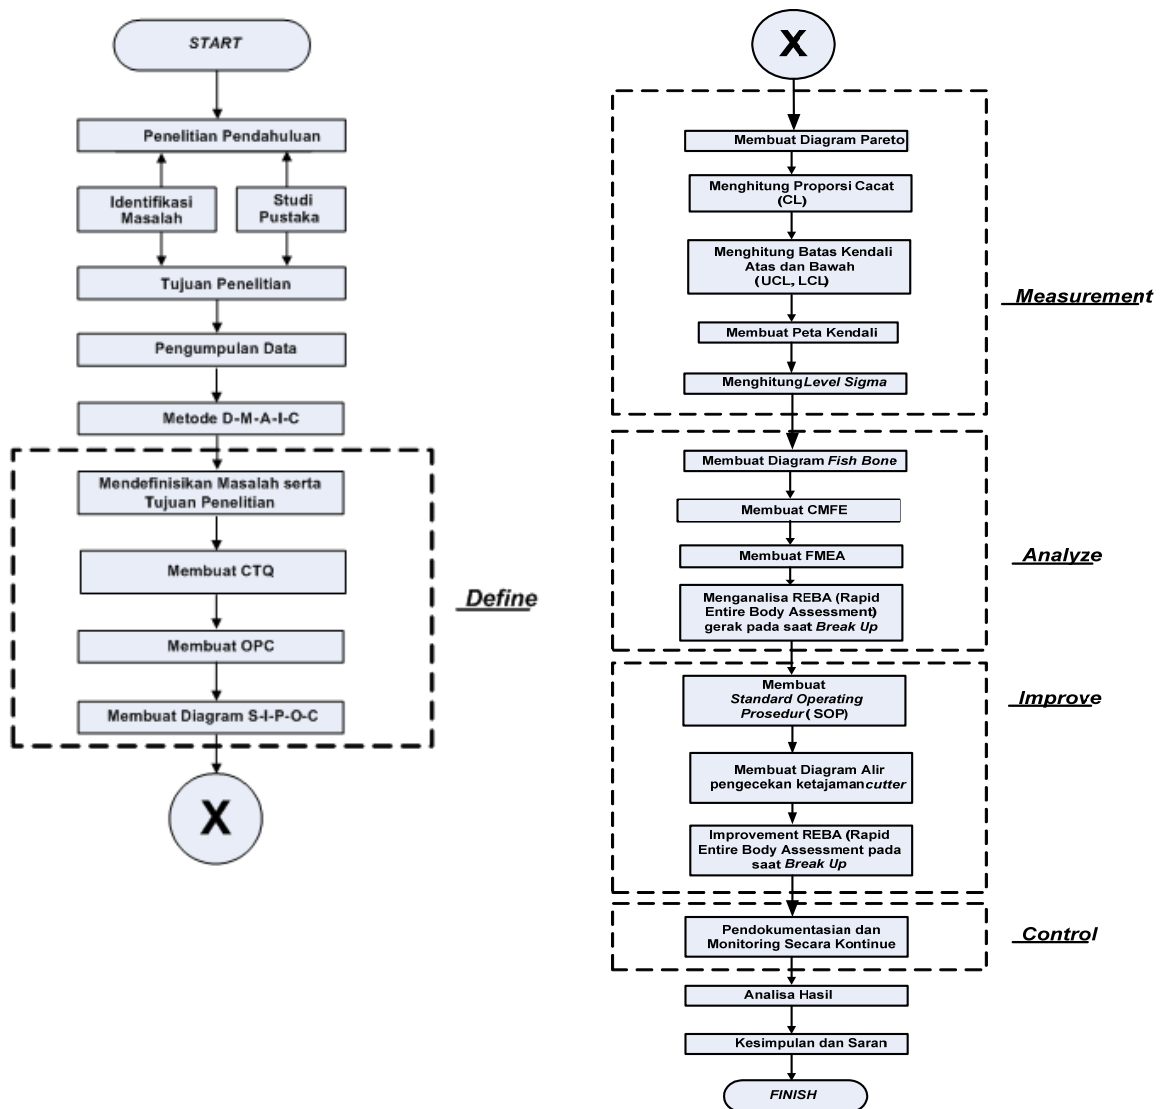 START
Penelitian Pendahuluan
Identifikasi
Masalah
Studi
Pustaka
Tujuan Penelitian
Pengumpulan Data
Metode D-M-A-I-C
Mendefinisikan Masalah serta
Tujuan Penelitian
Membuat CTQ
Membuat OPC
Membuat Diagram S-I-P-O-C
Define
X
X
Membuat Diagram Pareto
Menghitung Proporsi Cacat
(CL)
Menghitung Batas Kendali
Atas dan Bawah
(UCL, LCL)
Membuat Peta Kendali
Menghitung Level Sigma
Measurement
Membuat Diagram Fish Bone
Membuat CMFE
Membuat FMEA
Menganalisa REBA (Rapid
Entire Body Assessment)
gerak pada saat Break Up
Analyze
Membuat
Standard Operating
Prosedur ( SOP)
Membuat Diagram Alir
pengecekan ketajaman cutter
Improvement REBA (Rapid
Entire Body Assessment pada
saat Break Up
Improve
Pendokumentasian dan
Monitoring Secara Kontinue
Control
Analisa Hasil
Kesimpulan dan Saran
FINISH